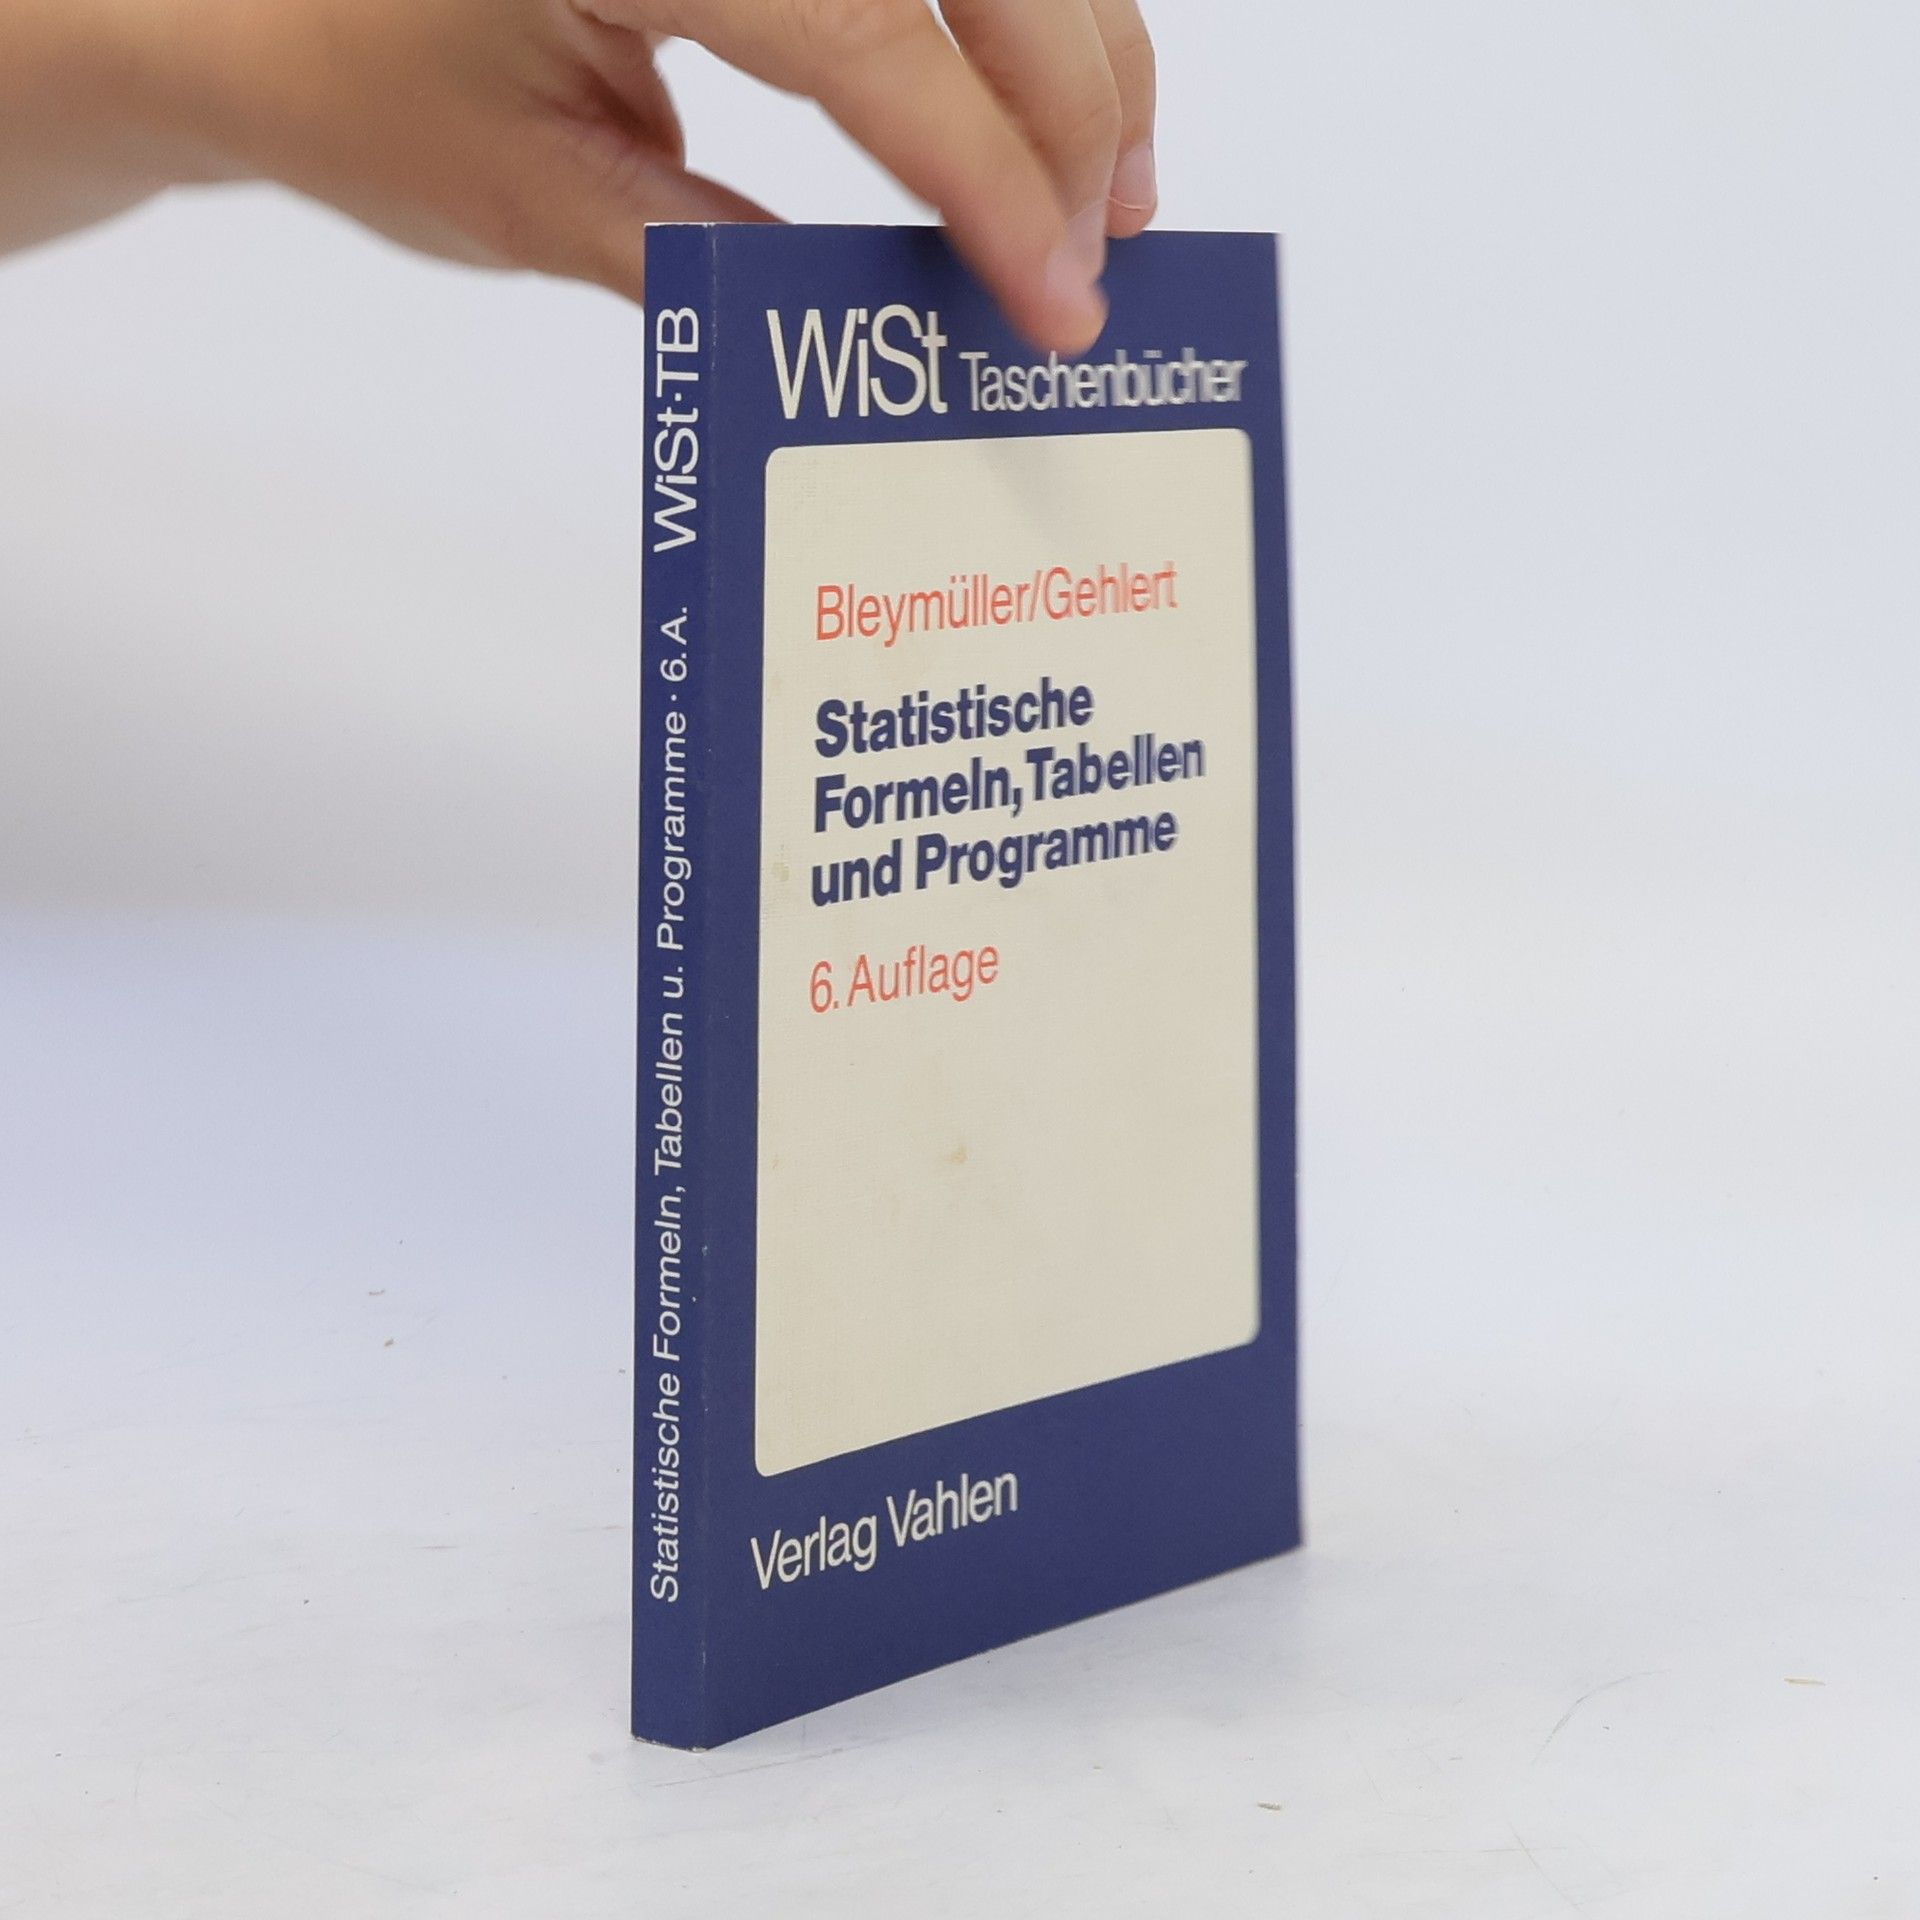 Statistische Formeln, Tabellen u. Programme · 6. A. WiSt·TB
WiSt Taschenbücher
Bleymüller/Gehlert
Statistische
Formeln, Tabellen
und Programme
6. Auflage
Verlag Vahlen